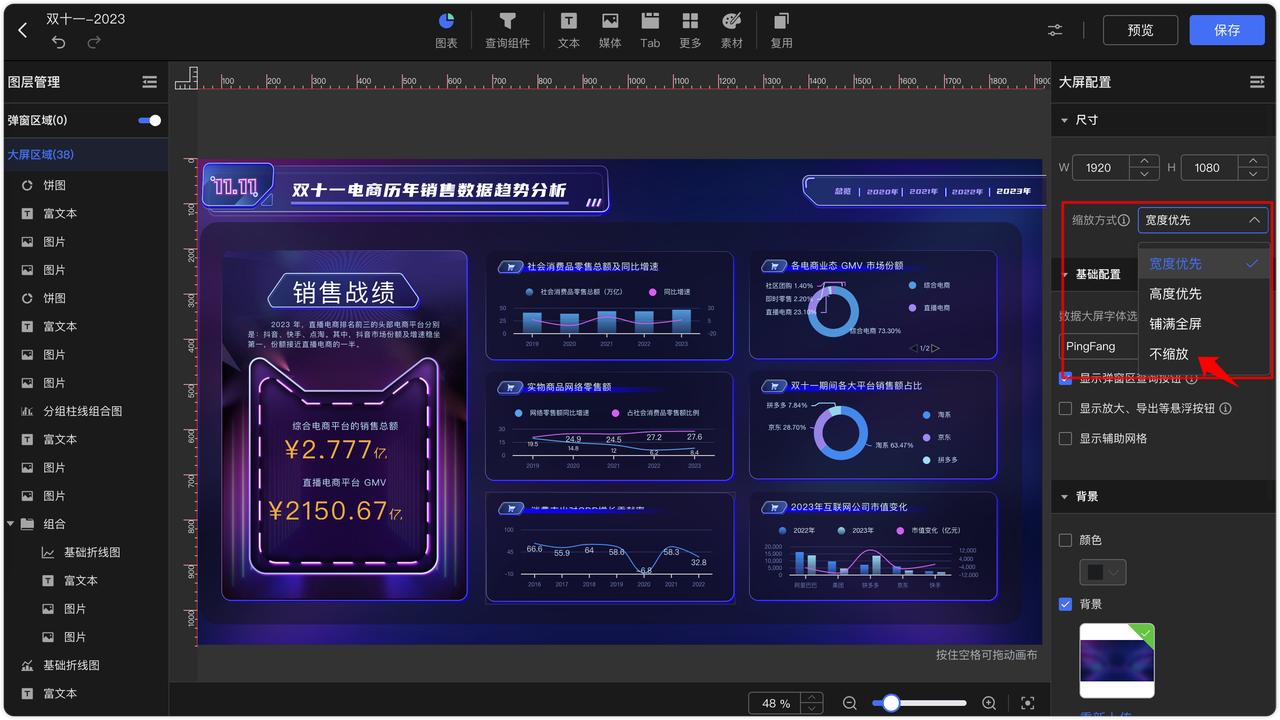 双十一-2023
图表
查询组件
文本
媒体
Tab
更多
素材
复用
预览
保存
图层管理
弹窗区域(0)
大屏区域(38)
饼图
富文本
图片
图片
饼图
富文本
图片
图片
分组柱线组合图
富文本
图片
图片
组合
基础折线图
富文本
图片
图片
基础折线图
富文本
100 200 300 400 500 600 700 800 900 1000 1100 1200 1300 1400 1500 1600 1700 1800 1900
0
100
200
300
400
500
600
700
800
900
1000
11.11
双十一电商历年销售数据趋势分析
总览 | 2020年 | 2021年 | 2022年 | 2023年
销售战绩
2023 年，直播电商排名前三的头部电商平台分别
是：抖音、快手、点淘。其中，抖音市场份额及增速稳坐
第一，份额接近直播电商的一半。
综合电商平台的销售总额
¥2.777亿
直播电商平台 GMV
¥2150.67亿
社会消费品零售总额及同比增速
社会消费品零售总额（万亿） 同比增速
50 30
25 5
0 -20
2019 2020 2021 2022 2023
实物商品网络零售额
网络零售额同比增速 占社会消费品零售额比例
30
15
0
19.5 24.9 24.5 27.2 27.6
14.8 12 6.2 8.4
2019 2020 2021 2022 2023
100
45
-10
66.6 55.9 64 58.6 -6.8 58.3 32.8
2016 2017 2018 2019 2020 2021 2022
各电商业态 GMV 市场份额
社区团购 1.40%
即时零售 2.20%
直播电商 23.10%
综合电商 73.30%
综合电商
直播电商
1/2
双十一期间各大平台销售额占比
拼多多 7.84%
京东 28.70%
淘系 63.47%
淘系
京东
拼多多
2023年互联网公司市值变化
2022年 2023年 市值变化（亿元）
20,000 12,000
15,000 4,000
10,000 -4,000
5,000 -12,000
0
阿里巴巴 美团 拼多多 京东 快手
按住空格可拖动画布
48 %
大屏配置
尺寸
W 1920 H 1080
缩放方式 宽度优先
宽度优先
高度优先
铺满全屏
不缩放
基础配置
数据大屏字体选
PingFang
显示弹窗区查询按钮
显示放大、导出等悬浮按钮
显示辅助网格
背景
颜色
背景
重新上传